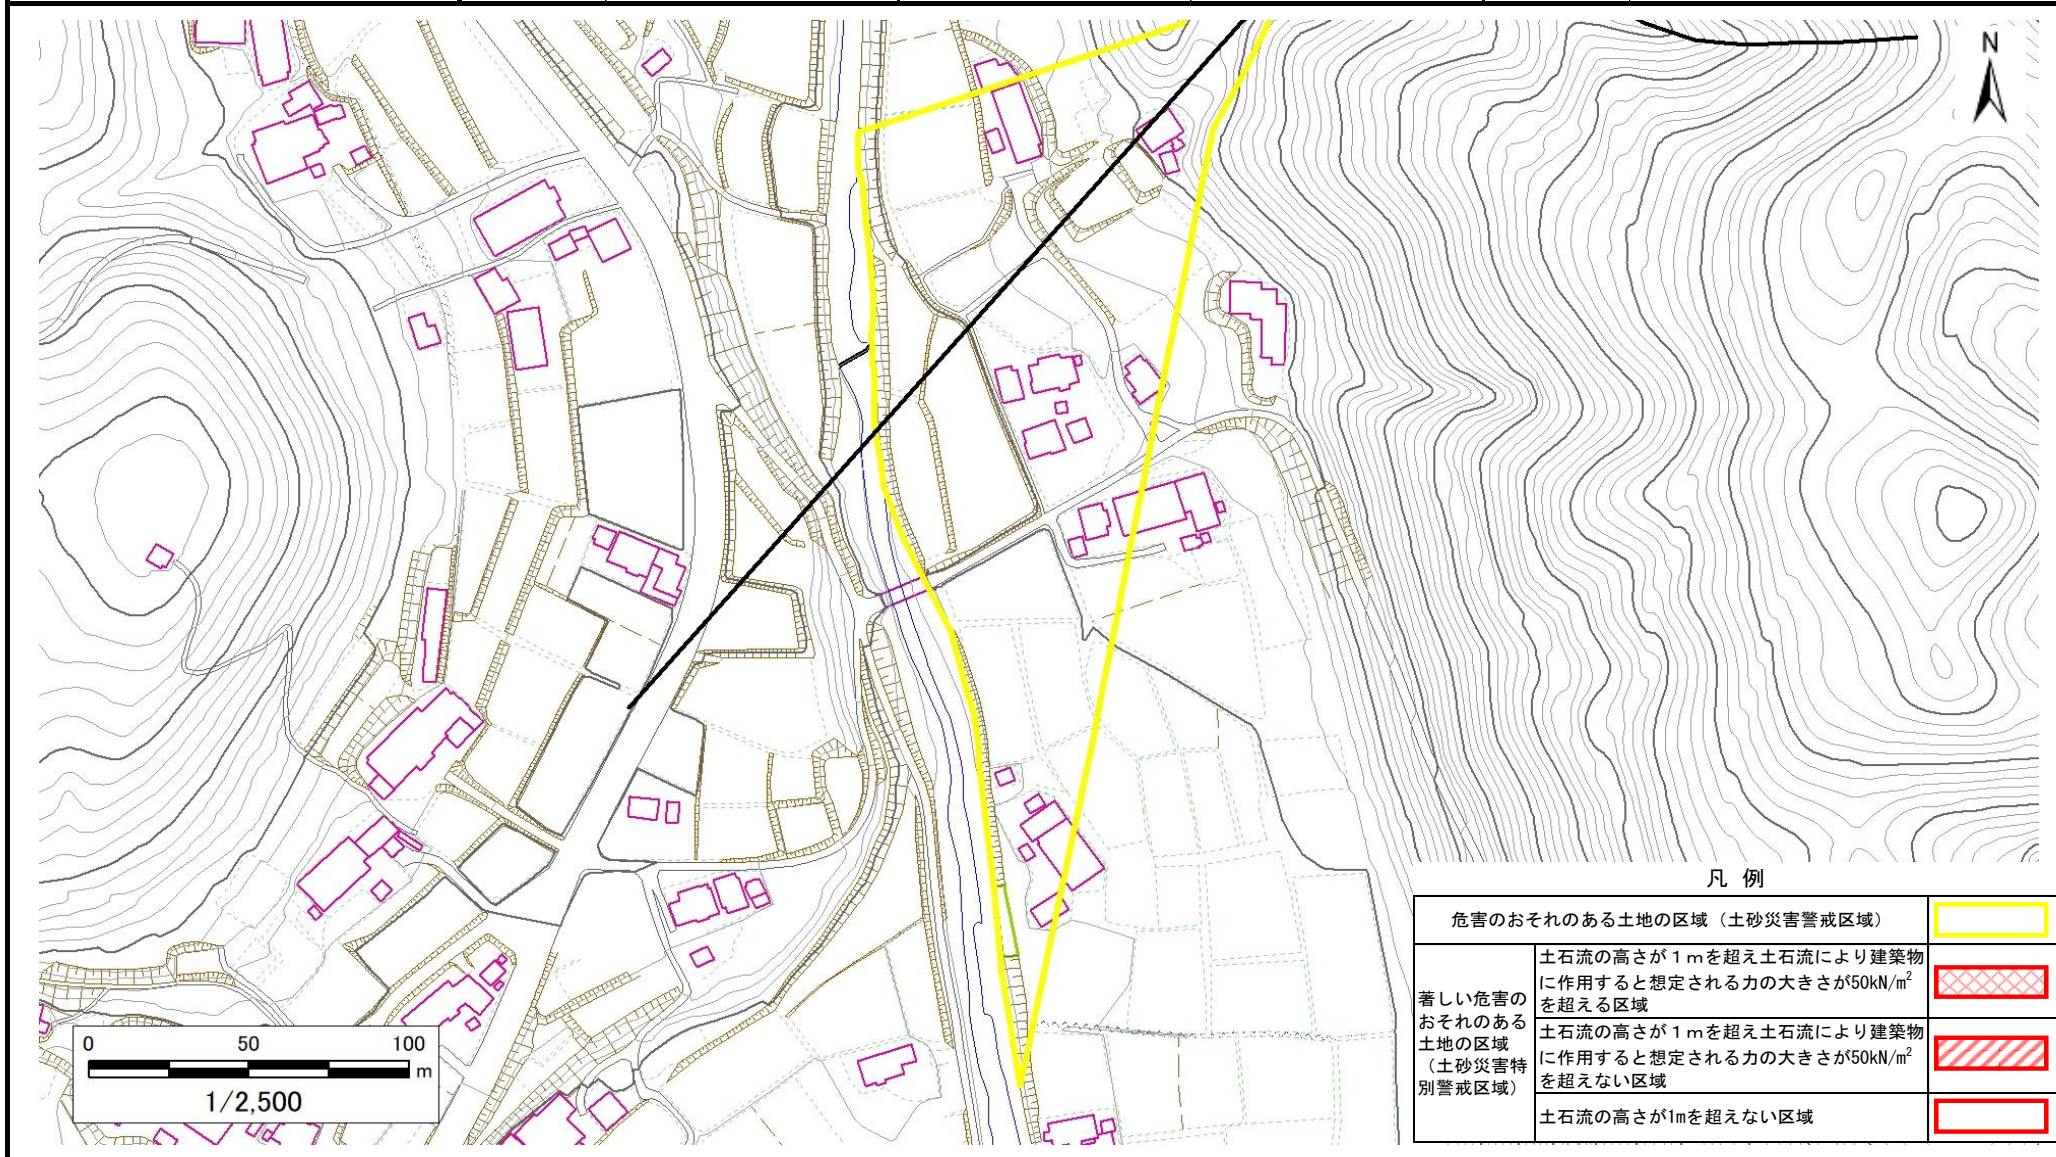 N
凡 例
危害のおそれのある土地の区域（土砂災害警戒区域）
著しい危害の
おそれのある
土地の区域
（土砂災害特
別警戒区域）
土石流の高さが１ｍを超え土石流により建築物
に作用すると想定される力の大きさが50kN/m²
を超える区域
土石流の高さが１ｍを超え土石流により建築物
に作用すると想定される力の大きさが50kN/m²
を超えない区域
土石流の高さが1mを超えない区域
0 50 100
m
1/2,500